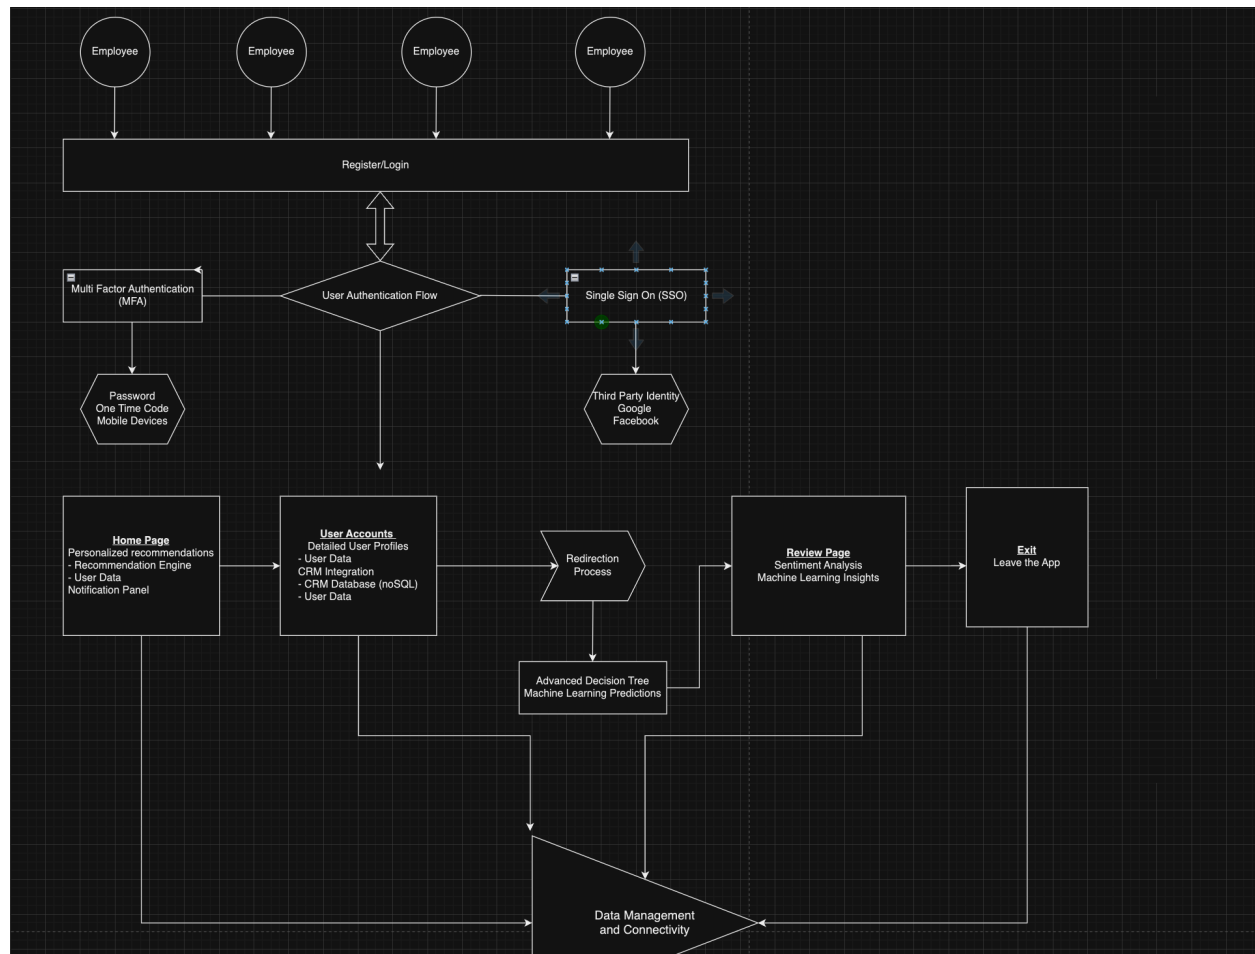 Employee
Employee
Employee
Employee
Register/Login
Multi Factor Authentication
(MFA)
User Authentication Flow
Single Sign On (SSO)
Password
One Time Code
Mobile Devices
Third Party Identity
Google
Facebook
Home Page
Personalized recommendations
- Recommendation Engine
- User Data
Notification Panel
User Accounts
Detailed User Profiles
- User Data
CRM Integration
- CRM Database (noSQL)
- User Data
Redirection
Process
Advanced Decision Tree
Machine Learning Predictions
Review Page
Sentiment Analysis
Machine Learning Insights
Exit
Leave the App
Data Management
and Connectivity